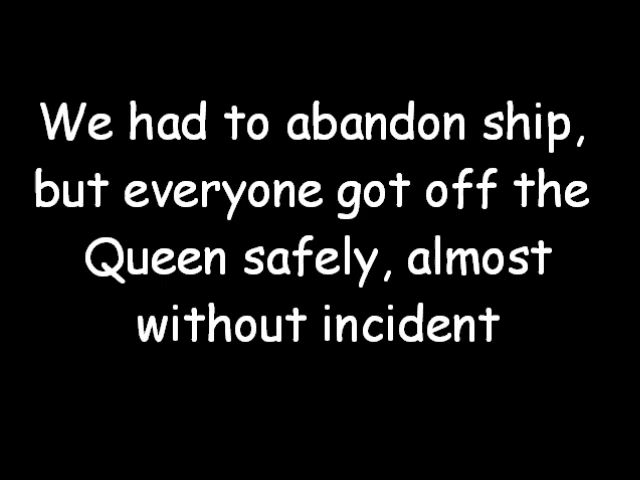 We had to abandon ship,
but everyone got off the
Queen safely, almost
without incident